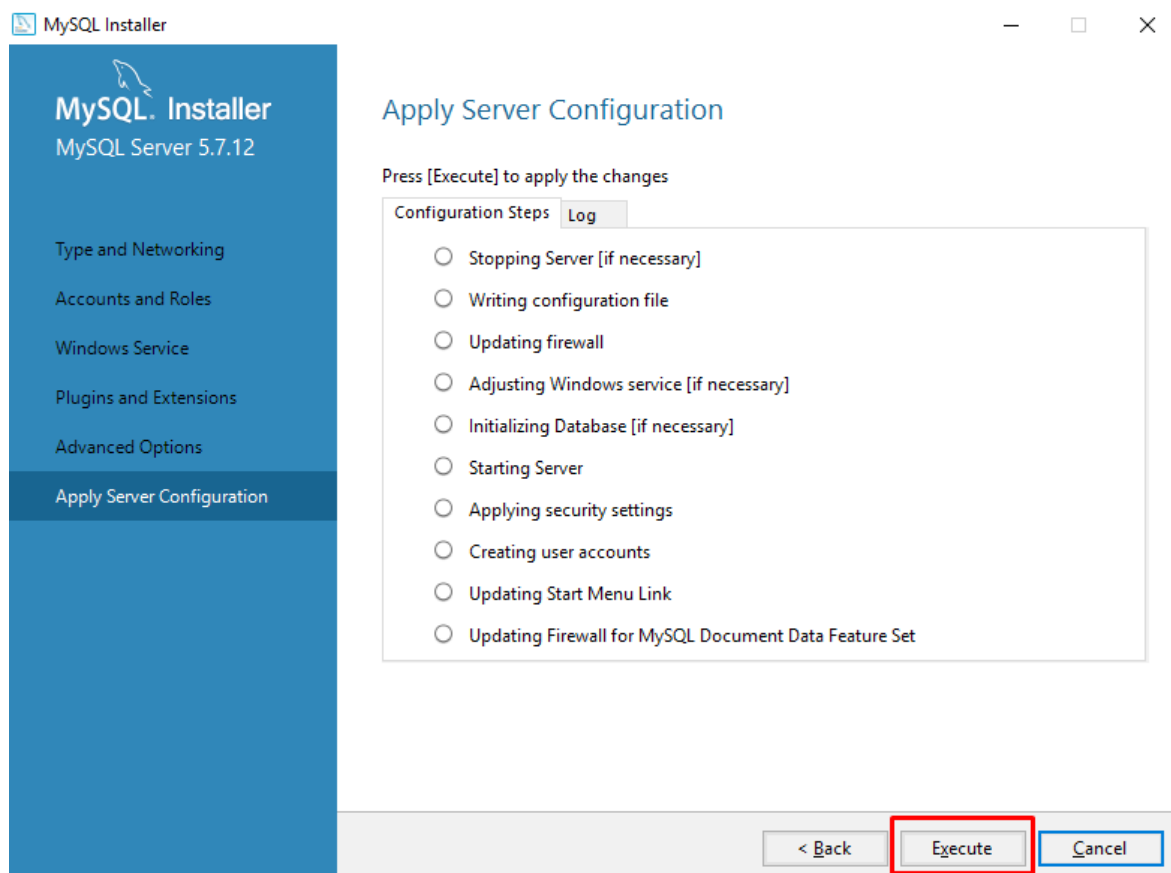 MySQL Installer
MySQL. Installer
MySQL Server 5.7.12
Type and Networking
Accounts and Roles
Windows Service
Plugins and Extensions
Advanced Options
Apply Server Configuration
Apply Server Configuration
Press [Execute] to apply the changes
Configuration Steps Log
Stopping Server [if necessary]
Writing configuration file
Updating firewall
Adjusting Windows service [if necessary]
Initializing Database [if necessary]
Starting Server
Applying security settings
Creating user accounts
Updating Start Menu Link
Updating Firewall for MySQL Document Data Feature Set
< Back Execute Cancel